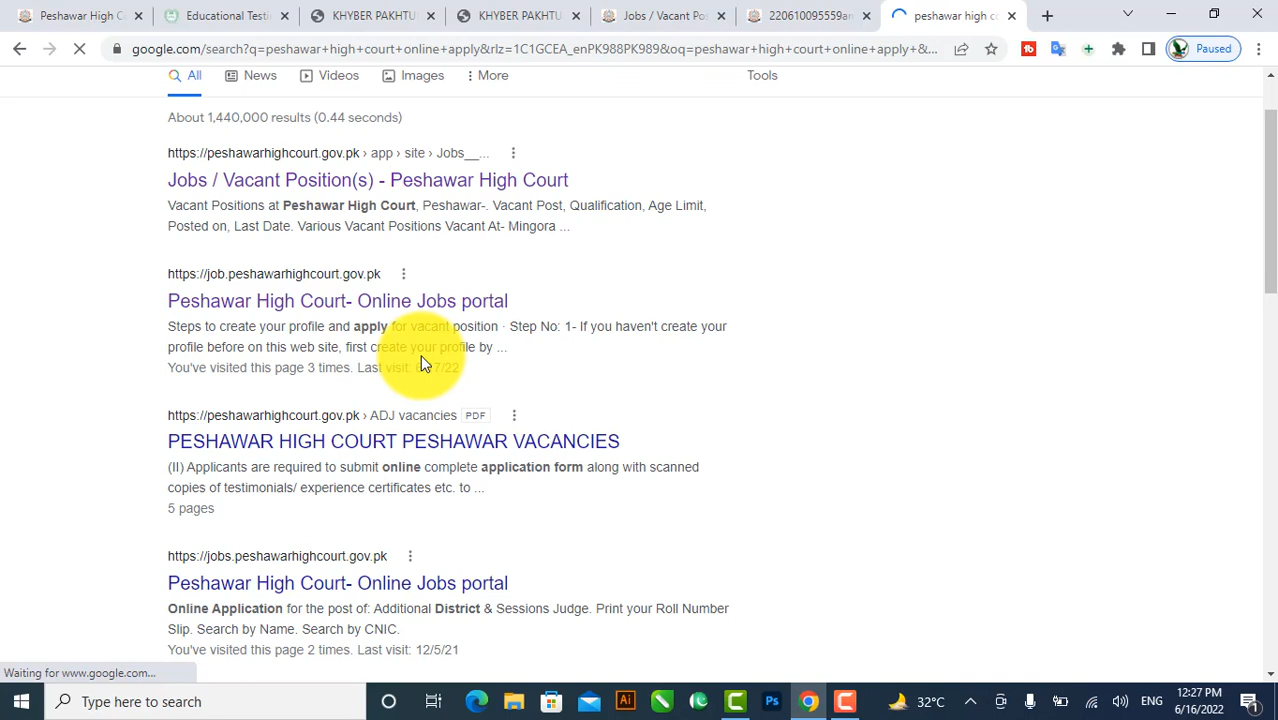 Peshawar High C
Educational Testi
KHYBER PAKHTU
KHYBER PAKHTU
Jobs / Vacant Po
220610095559a
peshawar high c
google.com/search?q=peshawar+high+court+online+apply&rlz=1C1GCEA_enPK988PK989&oq=peshawar+high+court+online+apply+&...
Paused
All
News
Videos
Images
More
Tools
About 1,440,000 results (0.44 seconds)
https://peshawarhighcourt.gov.pk › app › site › Jobs__...
Jobs / Vacant Position(s) - Peshawar High Court
Vacant Positions at Peshawar High Court, Peshawar-. Vacant Post, Qualification, Age Limit,
Posted on, Last Date. Various Vacant Positions Vacant At- Mingora ...
https://job.peshawarhighcourt.gov.pk
Peshawar High Court- Online Jobs portal
Steps to create your profile and apply for vacant position · Step No: 1- If you haven't create your
profile before on this web site, first create your profile by ...
You've visited this page 3 times. Last visit: 7/22
https://peshawarhighcourt.gov.pk › ADJ vacancies PDF
PESHAWAR HIGH COURT PESHAWAR VACANCIES
(II) Applicants are required to submit online complete application form along with scanned
copies of testimonials/ experience certificates etc. to ...
5 pages
https://jobs.peshawarhighcourt.gov.pk
Peshawar High Court- Online Jobs portal
Online Application for the post of: Additional District & Sessions Judge. Print your Roll Number
Slip. Search by Name. Search by CNIC.
You've visited this page 2 times. Last visit: 12/5/21
Waiting for www.google.com...
Type here to search
Ai
Ps
32°C
ENG
12:27 PM
6/16/2022
1